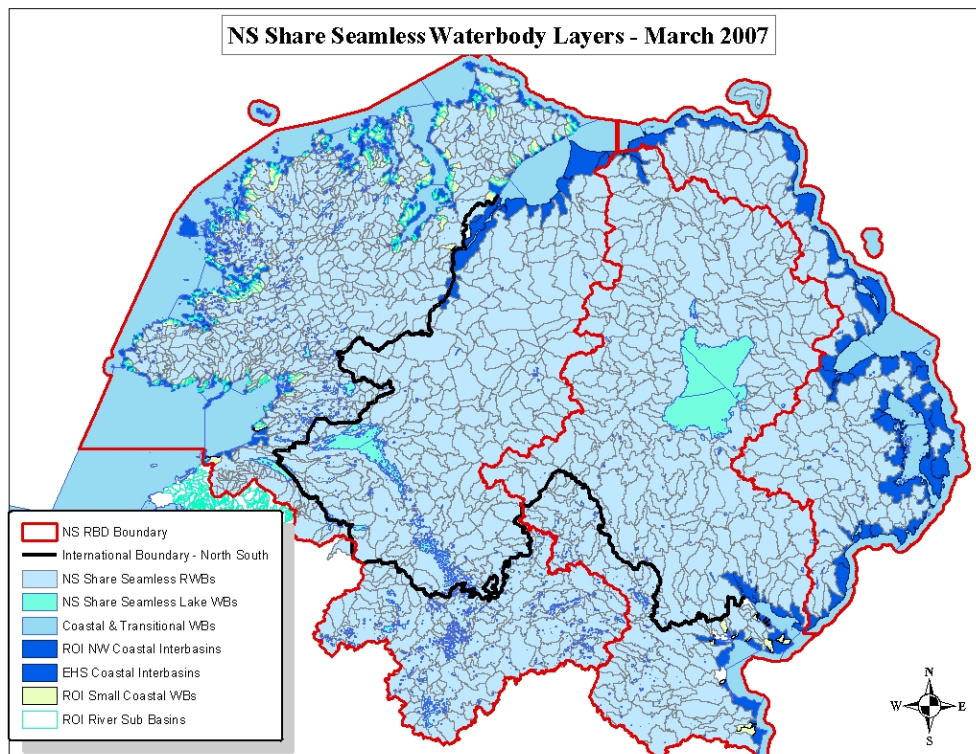 NS Share Seamless Waterbody Layers - March 2007
NS RBD Boundary
International Boundary - North South
NS Share Seamless RWBs
NS Share Seamless Lake WBs
Coastal & Transitional WBs
ROI NW Coastal Interbasins
EHS Coastal Interbasins
ROI Small Coastal WBs
ROI River Sub Basins
N
W E
S